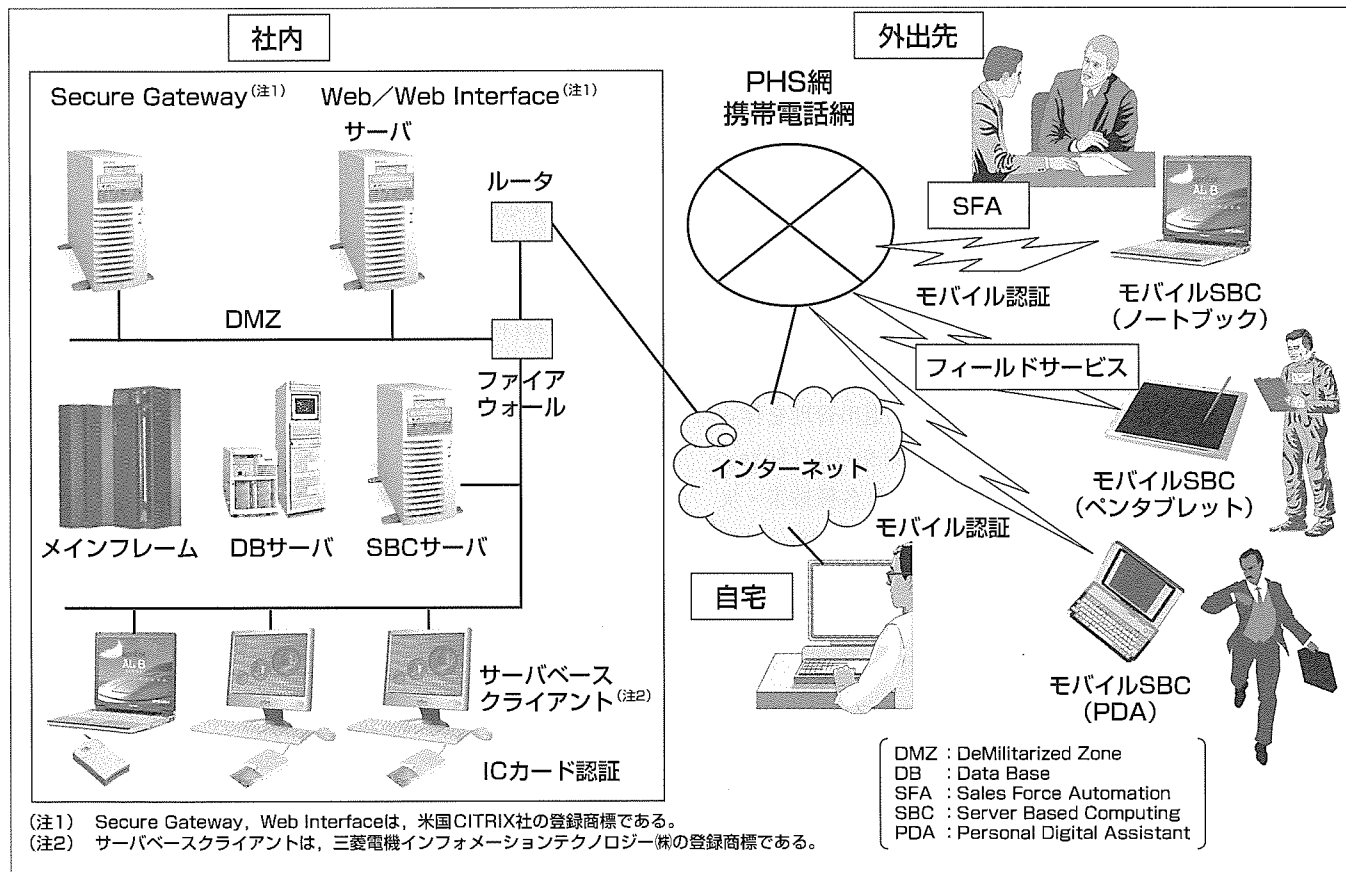 社内
外出先
Secure Gateway(注1)
Web/Web Interface(注1)
サーバ
PHS網
携帯電話網
ルータ
SFA
DMZ
モバイル認証
モバイルSBC
(ノートブック)
ファイア
ウォール
フィールドサービス
インターネット
モバイルSBC
(ペンタブレット)
メインフレーム
DBサーバ
SBCサーバ
モバイル認証
自宅
サーバベース
クライアント(注2)
モバイルSBC
(PDA)
ICカード認証
DMZ : DeMilitarized Zone
DB : Data Base
SFA : Sales Force Automation
SBC : Server Based Computing
PDA : Personal Digital Assistant
(注1) Secure Gateway, Web Interfaceは,米国CITRIX社の登録商標である。
(注2) サーバベースクライアントは,三菱電機インフォメーションテクノロジー㈱の登録商標である。